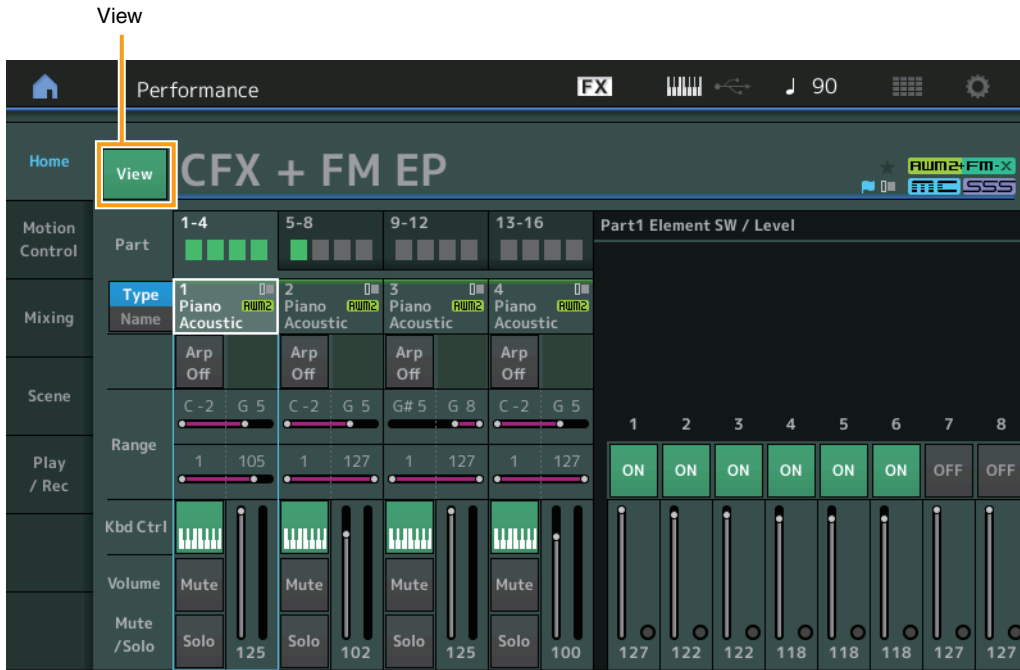 View
Performance FX 90
Home View CFX + FM EP AWM2+FM-X
MC SSS
Motion Control Part 1-4 5-8 9-12 13-16 Part1 Element SW / Level
Type 1 2 3 4
Name Piano AWM2 Piano AWM2 Piano AWM2 Piano AWM2
Mixing Acoustic Acoustic Acoustic Acoustic
Arp Off Arp Off Arp Off Arp Off
Scene C -2 G 5 C -2 G 5 G# 5 G 8 C -2 G 5 1 2 3 4 5 6 7 8
Range
Play / Rec 1 105 1 127 1 127 1 127 ON ON ON ON ON ON OFF OFF
Kbd Ctrl
Volume Mute Mute Mute Mute
Mute /Solo Solo 125 Solo 102 Solo 125 Solo 100 127 122 122 118 118 118 127 127